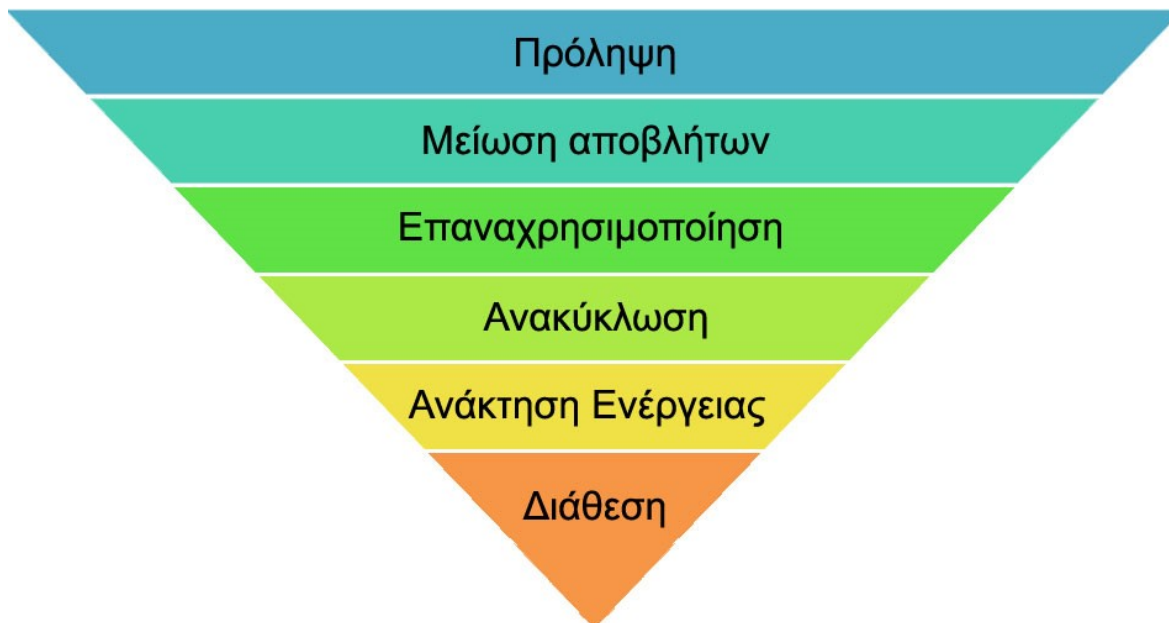 Πρόληψη
Μείωση αποβλήτων
Επαναχρησιμοποίηση
Ανακύκλωση
Ανάκτηση Ενέργειας
Διάθεση